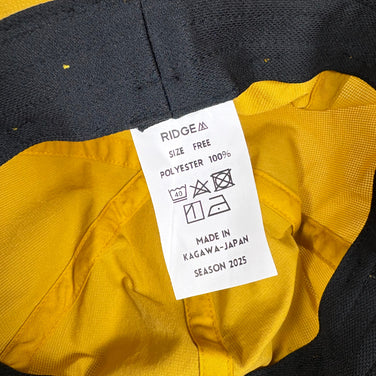 RIDGE
SIZE FREE
POLYESTER 100%
40
MADE IN
KAGAWA-JAPAN
SEASON 2025